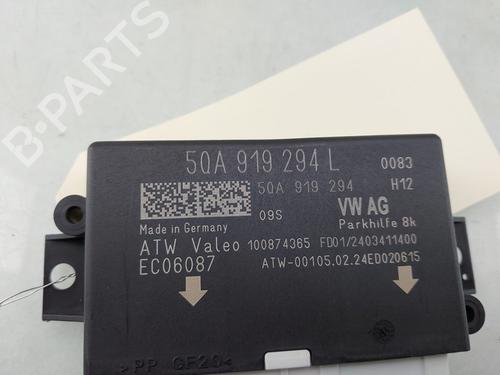 B-PARTS
5QA 919 294 L
0083
5QA 919 294
H12
09S
VW AG
Made in Germany
Parkhilfe 8k
ATW Valeo 100874365 FD01/2403411400
EC06087
ATW-00105.02.24ED020615
>PP GF20<